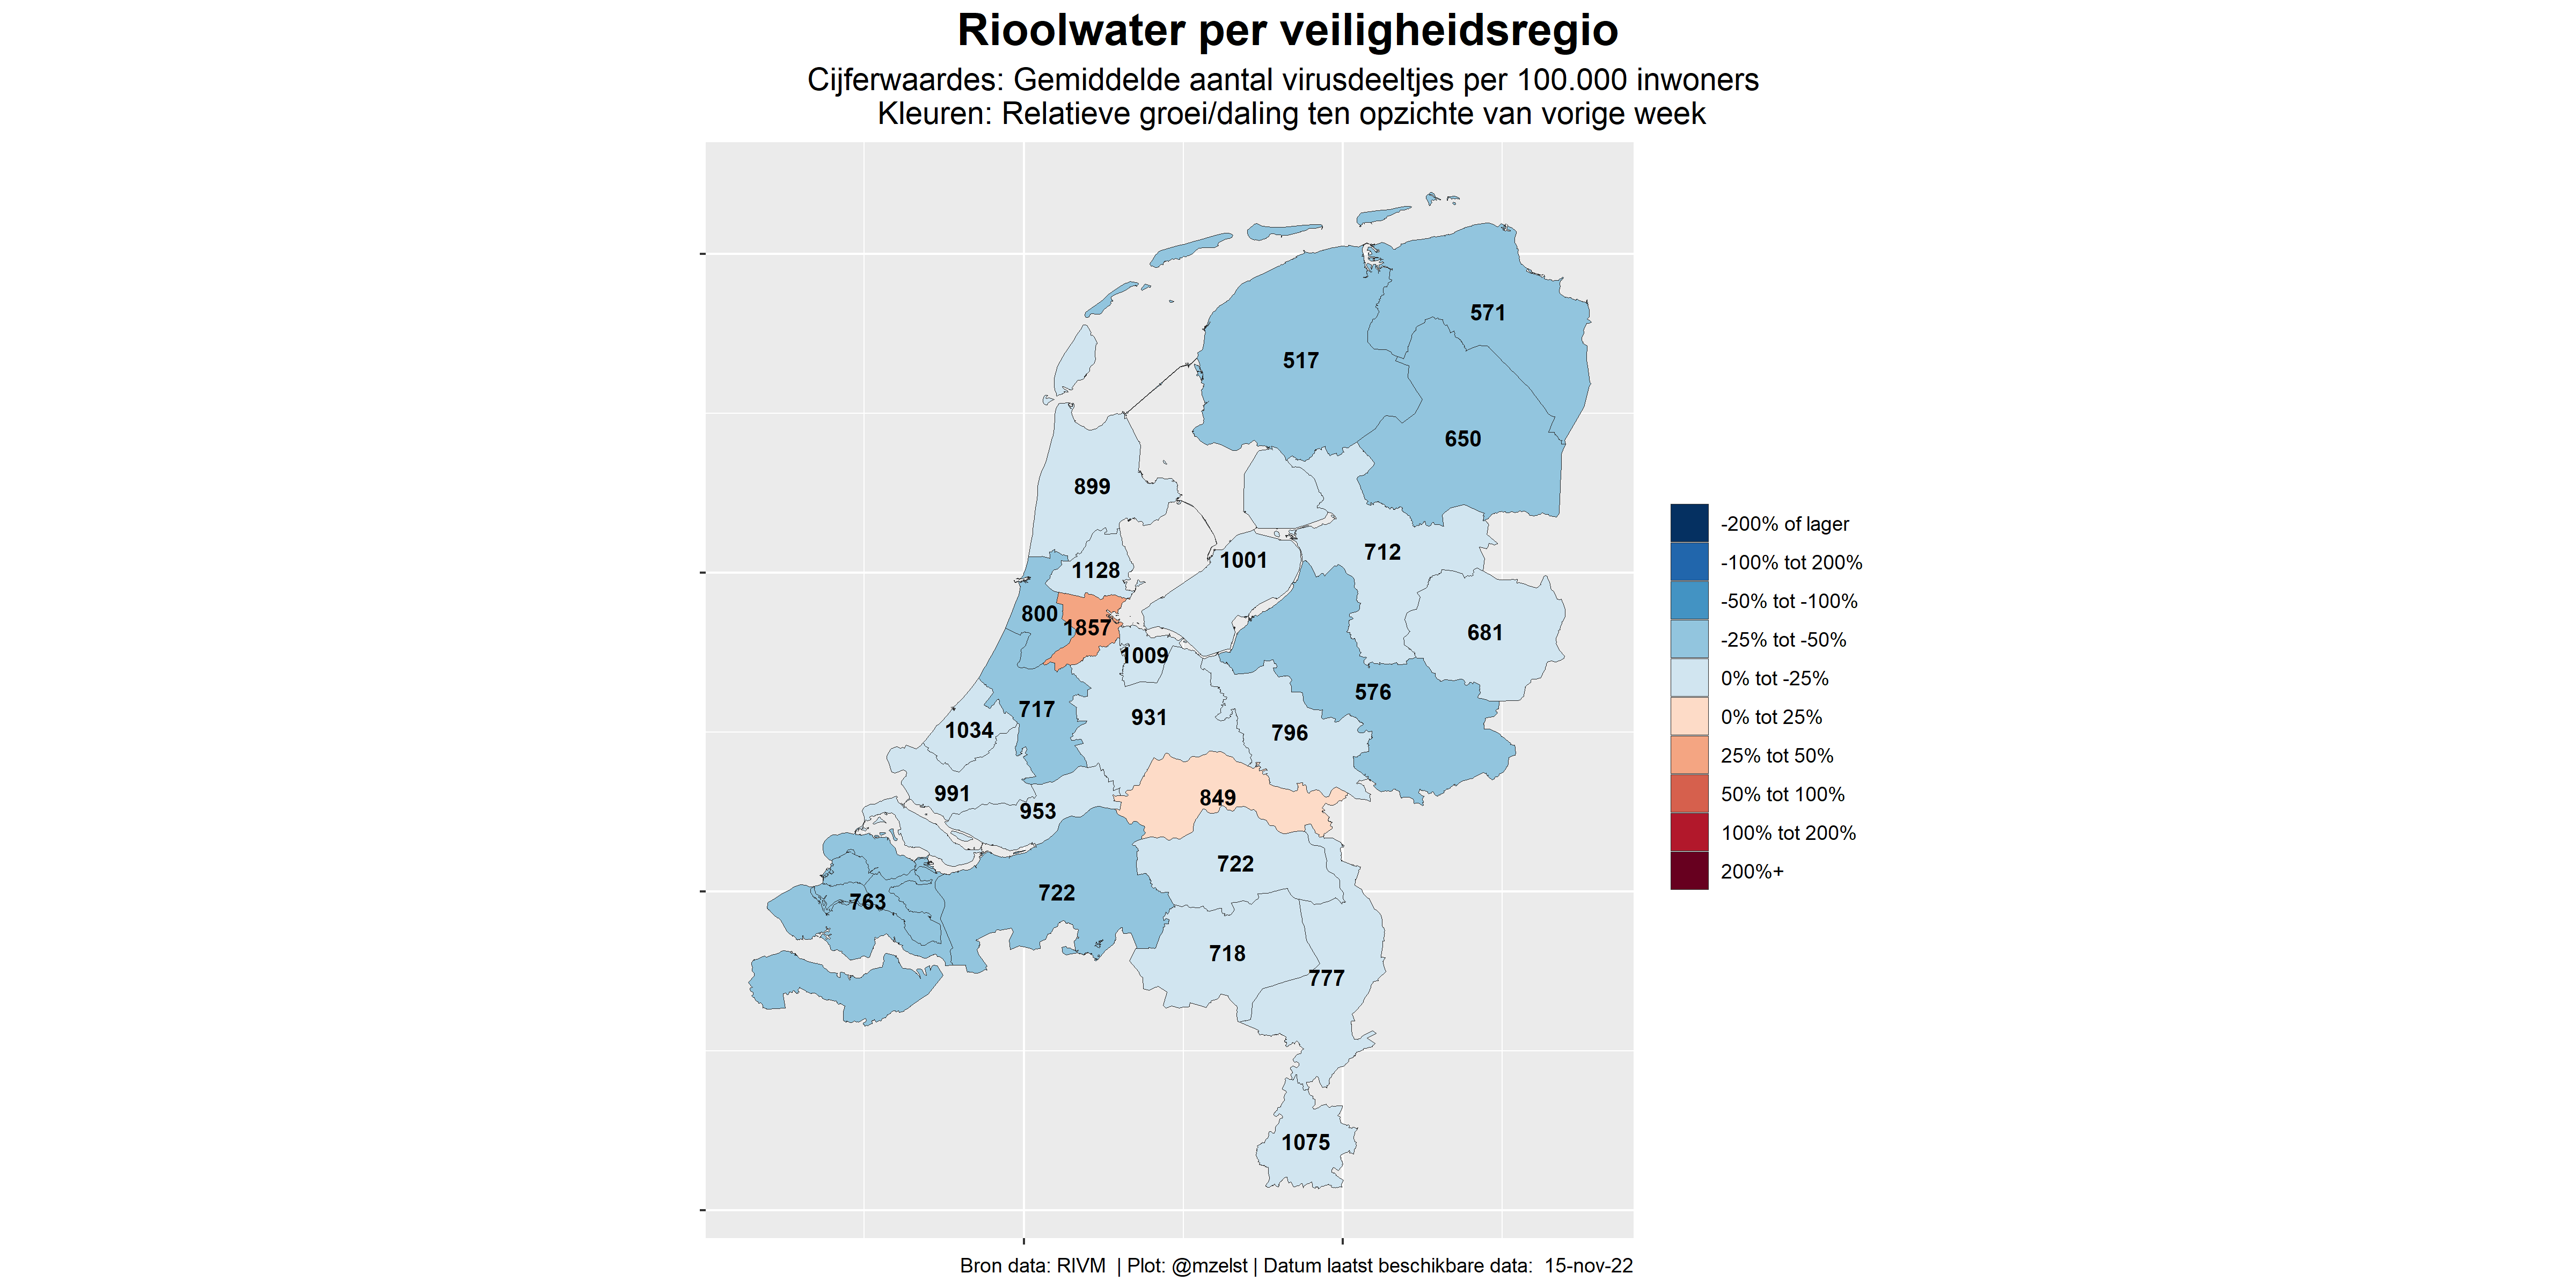 Rioolwater per veiligheidsregio
Cijferwaardes: Gemiddelde aantal virusdeeltjes per 100.000 inwoners
Kleuren: Relatieve groei/daling ten opzichte van vorige week
571
517
650
899
712
1001
1128
800
1857
681
1009
576
717
931
1034
796
991
849
953
722
722
763
718
777
1075
-200% of lager
-100% tot 200%
-50% tot -100%
-25% tot -50%
0% tot -25%
0% tot 25%
25% tot 50%
50% tot 100%
100% tot 200%
200%+
Bron data: RIVM | Plot: @mzelst | Datum laatst beschikbare data: 15-nov-22